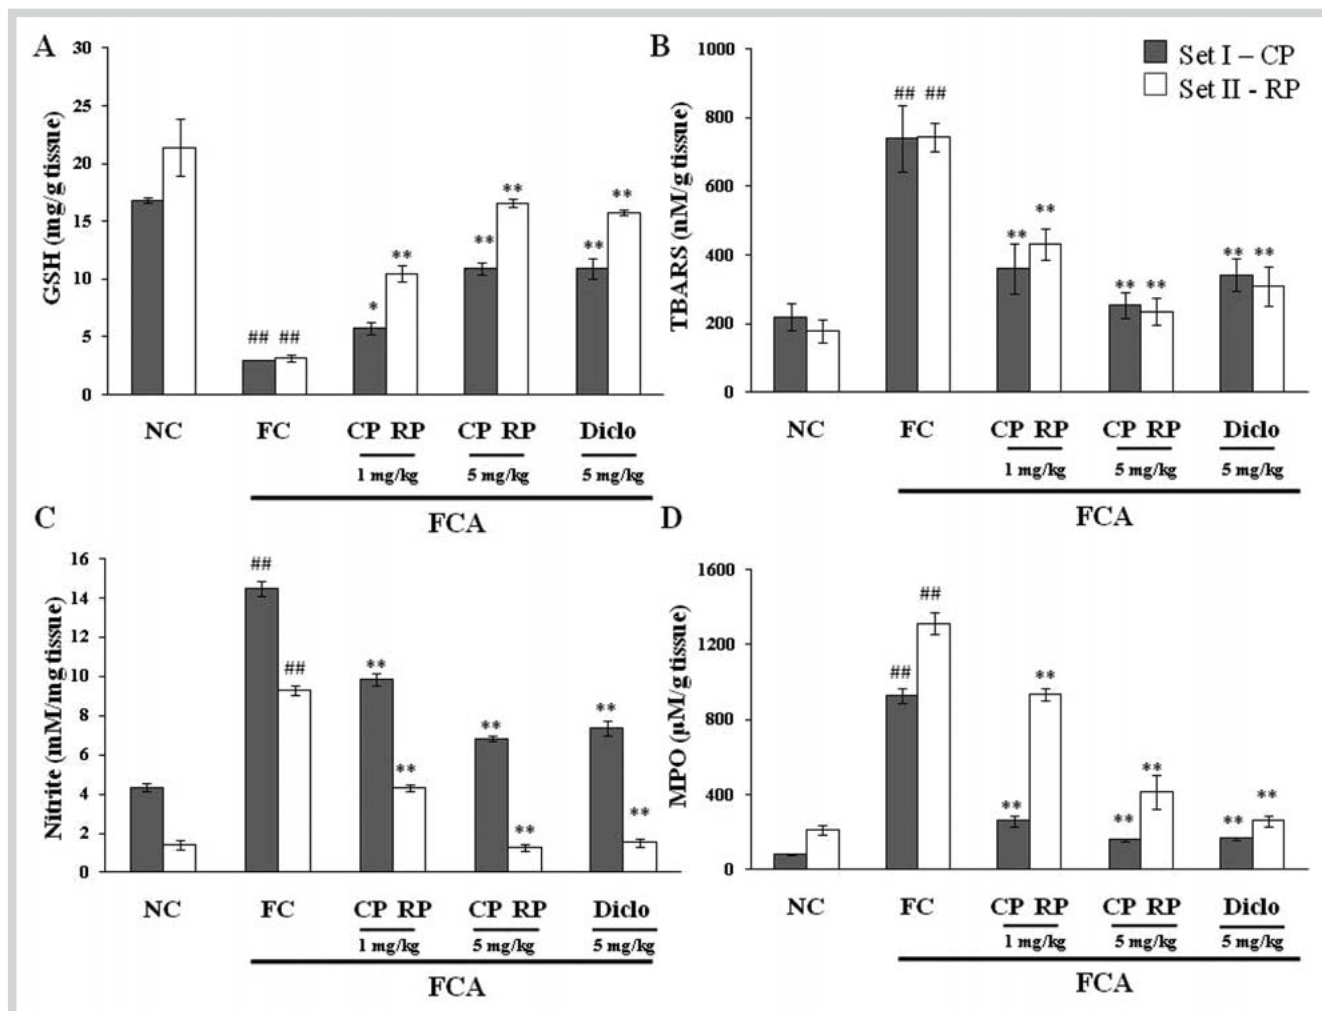 A
GSH (mg/g tissue)
30
25
20
15
10
5
0
## ##
*
**
**
**
**
**
NC FC CP RP CP RP Diclo
1 mg/kg 5 mg/kg 5 mg/kg
FCA
B
Set I – CP
Set II - RP
TBARS (nM/g tissue)
1000
800
600
400
200
0
## ##
**
**
** **
** **
NC FC CP RP CP RP Diclo
1 mg/kg 5 mg/kg 5 mg/kg
FCA
C
Nitrite (mM/mg tissue)
16
14
12
10
8
6
4
2
0
##
##
**
**
**
**
**
**
NC FC CP RP CP RP Diclo
1 mg/kg 5 mg/kg 5 mg/kg
FCA
D
MPO (µM/g tissue)
1600
1200
800
400
0
##
##
**
**
**
**
**
**
NC FC CP RP CP RP Diclo
1 mg/kg 5 mg/kg 5 mg/kg
FCA